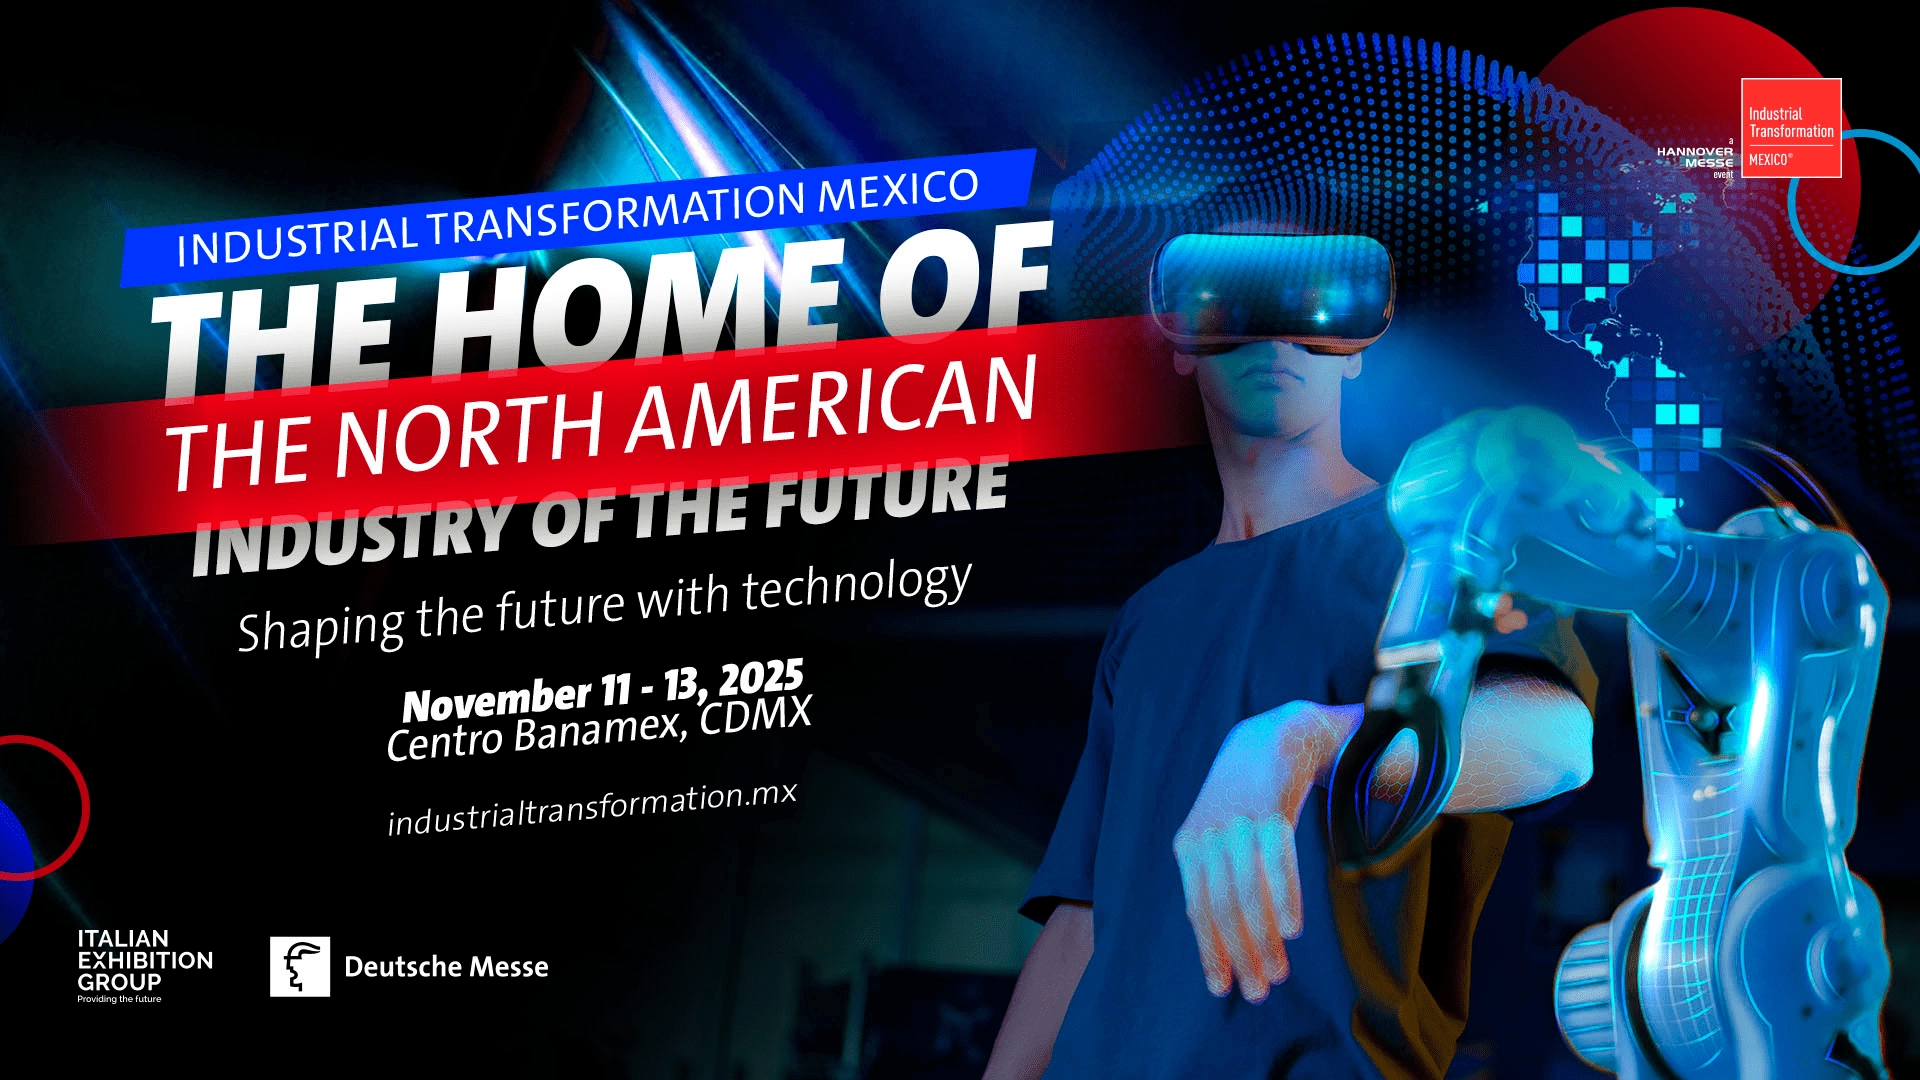 INDUSTRIAL TRANSFORMATION MEXICO
THE HOME OF
THE NORTH AMERICAN
INDUSTRY OF THE FUTURE
Shaping the future with technology
November 11 - 13, 2025
Centro Banamex, CDMX
industrialtransformation.mx
a
HANNOVER
MESSE
event
Industrial
Transformation
MEXICO®
ITALIAN
EXHIBITION
GROUP
Providing the future
Deutsche Messe